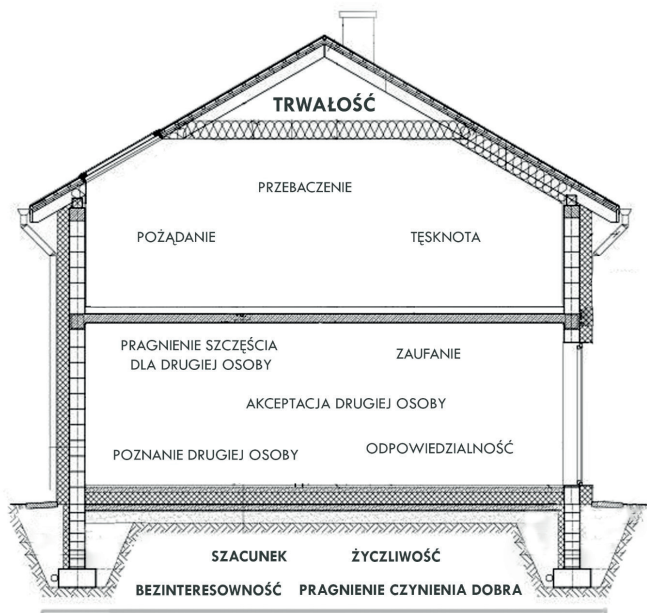 TRWAŁOŚĆ
PRZEBACZENIE
POŻĄDANIE
TĘSKNOTA
PRAGNIENIE SZCZĘŚCIA
DLA DRUGIEJ OSOBY
ZAUFANIE
AKCEPTACJA DRUGIEJ OSOBY
POZNANIE DRUGIEJ OSOBY
ODPOWIEDZIALNOŚĆ
SZACUNEK
ŻYCZLIWOŚĆ
BEZINTERESOWNOŚĆ
PRAGNIENIE CZYNIENIA DOBRA